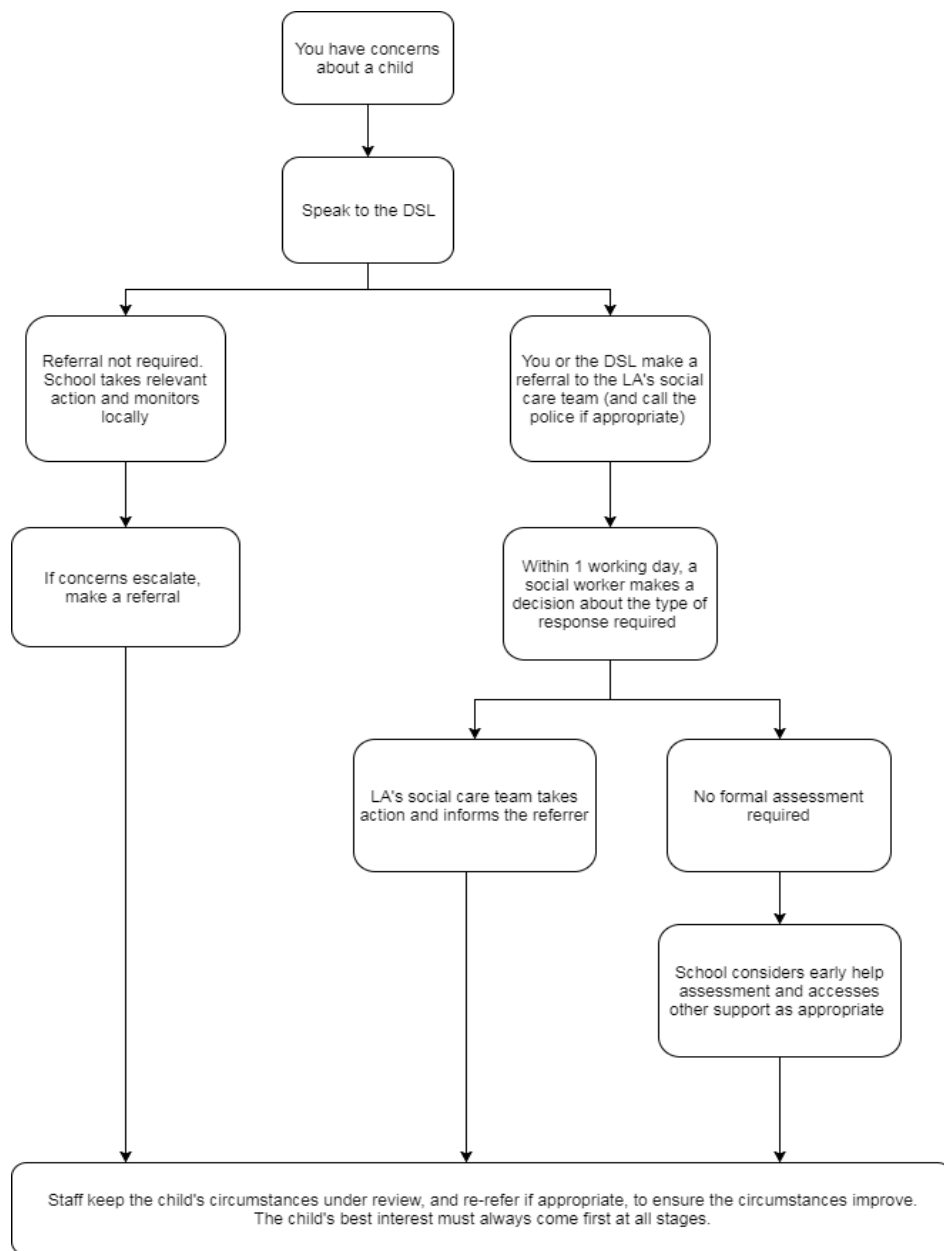 You have concerns
about a child
Speak to the DSL
Referral not required.
School takes relevant
action and monitors
locally
You or the DSL make a
referral to the LA's social
care team (and call the
police if appropriate)
If concerns escalate,
make a referral
Within 1 working day, a
social worker makes a
decision about the type of
response required
LA's social care team takes
action and informs the referrer
No formal assessment
required
School considers early help
assessment and accesses
other support as appropriate
Staff keep the child's circumstances under review, and re-refer if appropriate, to ensure the circumstances improve.
The child's best interest must always come first at all stages.